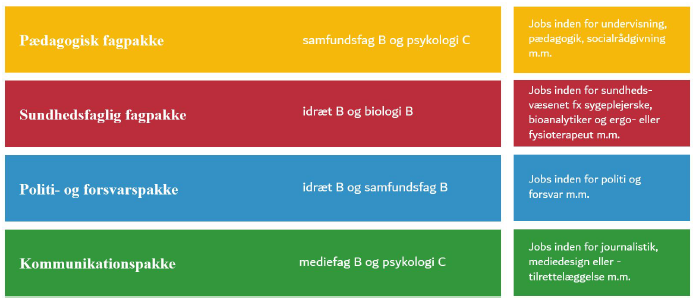 Pædagogisk fagpakke
samfundsfag B og psykologi C
Jobs inden for undervisning,
pædagogik, socialrådgivning
m.m.
Sundhedsfaglig fagpakke
idræt B og biologi B
Jobs inden for sundheds-
væsenet fx sygeplejerske,
bioanalytiker og ergo- eller
fysioterapeut m.m.
Politi- og forsvarspakke
idræt B og samfundsfag B
Jobs inden for politi og
forsvar m.m.
Kommunikationspakke
mediefag B og psykologi C
Jobs inden for journalistik,
mediedesign eller -
tilrettelæggelse m.m.